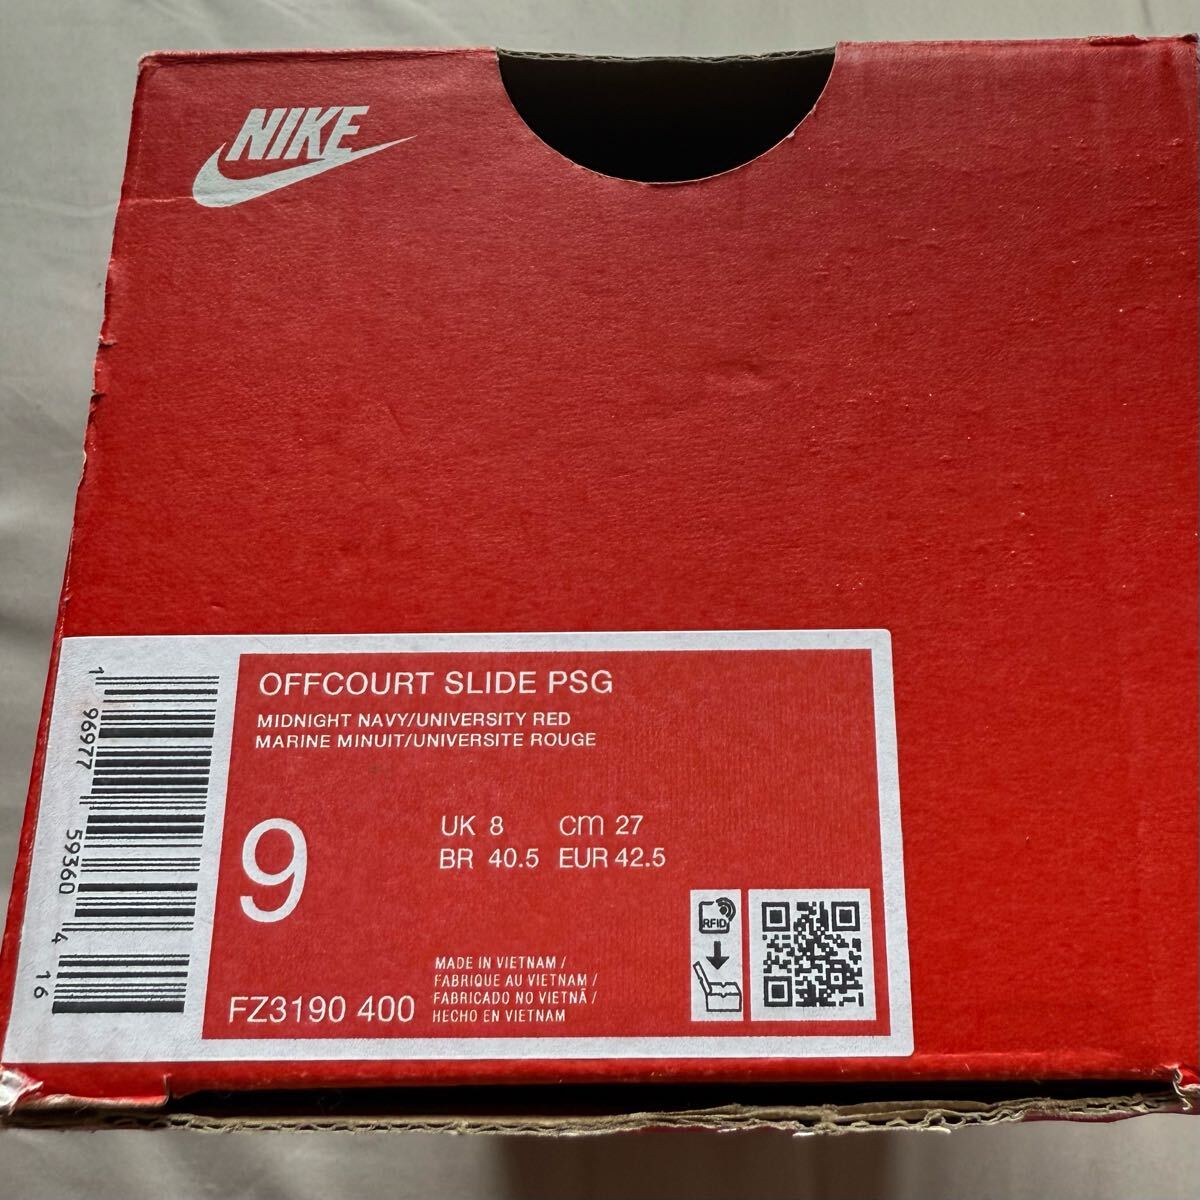 NIKE
OFFCOURT SLIDE PSG
MIDNIGHT NAVY/UNIVERSITY RED
MARINE MINUIT/UNIVERSITE ROUGE
9
UK 8 cm 27
BR 40.5 EUR 42.5
RFID
MADE IN VIETNAM /
FABRIQUE AU VIETNAM /
FABRICADO NO VIETNÃ /
HECHO EN VIETNAM
FZ3190 400
1 96977 59360 4 16